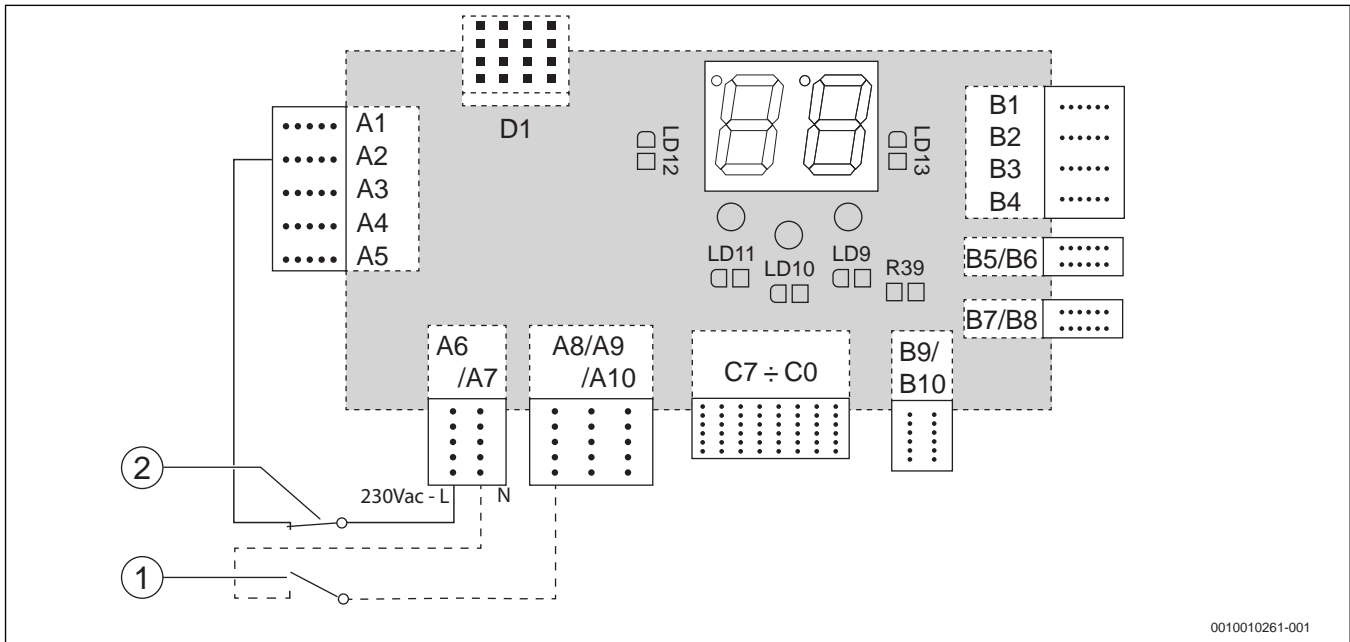 D1
A1
A2
A3
A4
A5
LD12
LD13
B1
B2
B3
B4
LD11
LD10
LD9
R39
B5/B6
B7/B8
A6
/A7
A8/A9
/A10
C7 ÷ C0
B9/
B10
2
230Vac - L
N
1
0010010261-001